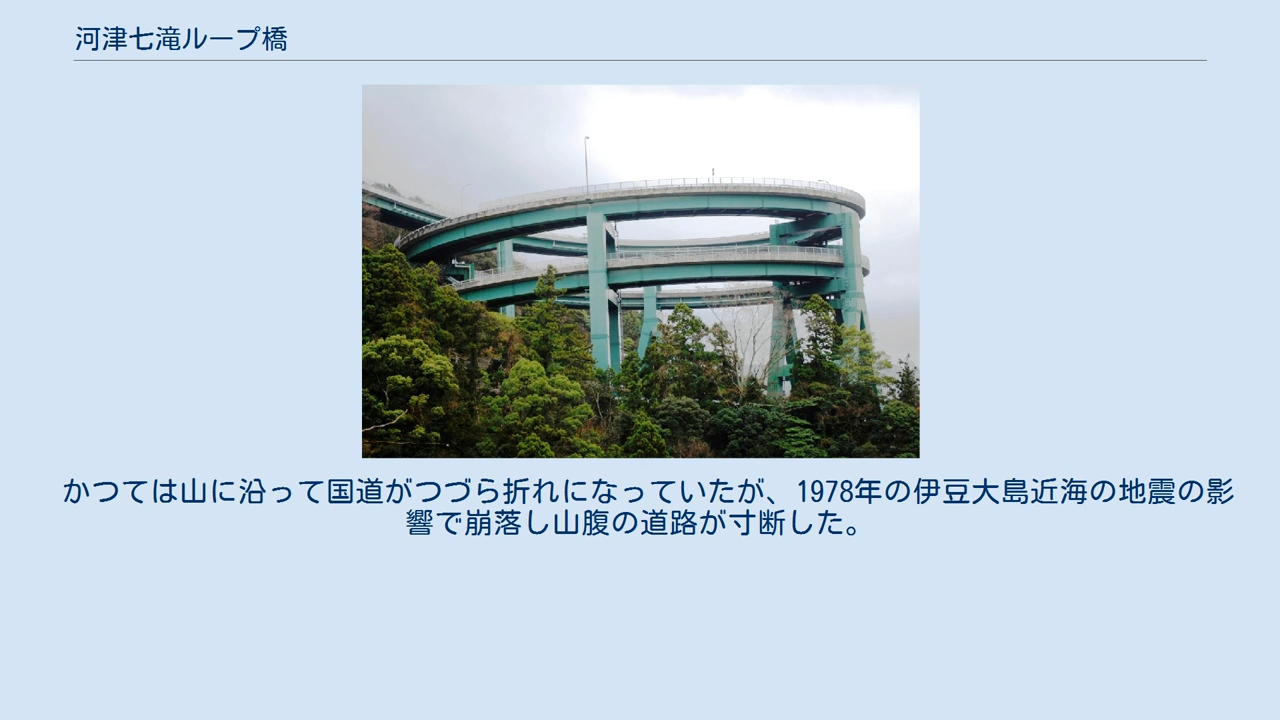 河津七滝ループ橋
かつては山に沿って国道がつづら折れになっていたが、1978年の伊豆大島近海の地震の影
響で崩落し山腹の道路が寸断した。